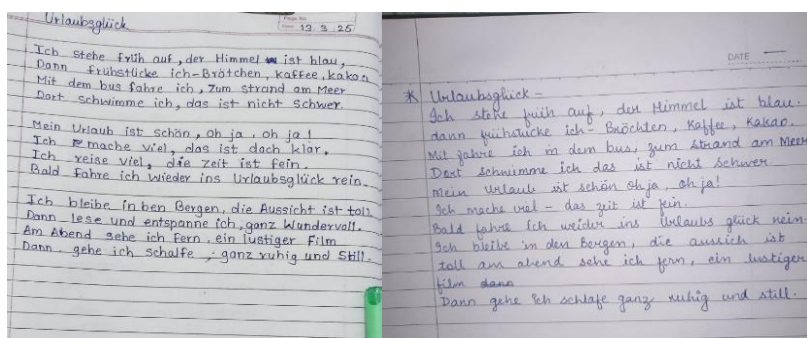 Urlaubsglück
Page No.
Date 13 3 25
Ich stehe früh auf, der Himmel ist blau,
Dann frühstücke ich-Brötchen, kaffee, kakao
Mit dem bus fahre ich, zum strand am Meer
Dort schwimme ich, das ist nicht schwer.
Mein Urlaub ist schön, oh ja, oh ja!
Ich mache viel, das ist doch klar,
Ich reise viel, die zeit ist fein.
Bald fahre ich wieder ins Urlaubsglück rein.
Ich bleibe in ben Bergen, die Aussicht ist toll
Dann lese und entspanne ich, ganz Wundervoll.
Am Abend sehe ich fern, ein lustiger Film
Dann gehe ich schalfe, ganz ruhig und still.
DATE
* Urlaubsglück -
Ich stehe früh auf, der Himmel ist blau.
dann frühstücke ich - Bröchten, Kaffee, Kakao.
Mit fahre ich in dem bus, zum strand am Meer
Dort schwimme ich das ist nicht schwer
Mein Urlaub ist schön oh ja, oh ja!
Ich mache viel - das zeit ist fein.
Bald fahre Ich weider ins Urlaubs glück nein
Ich bleibe in den Bergen, die aussich ist
toll am abend sehe ich fern, ein lustiger
film dann
Dann gehe ich schlafe ganz ruhig und still.